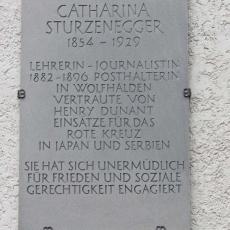 CATHARINA
STURZENEGGER
1854 - 1929
LEHRERIN - JOURNALISTIN
1882 - 1896 POSTHALTERIN
IN WOLFHALDEN
VERTRAUTE VON
HENRY DUNANT
EINSÄTZE FÜR DAS
ROTE KREUZ
IN JAPAN UND SERBIEN
SIE HAT SICH UNERMÜDLICH
FÜR FRIEDEN UND SOZIALE
GERECHTIGKEIT ENGAGIERT